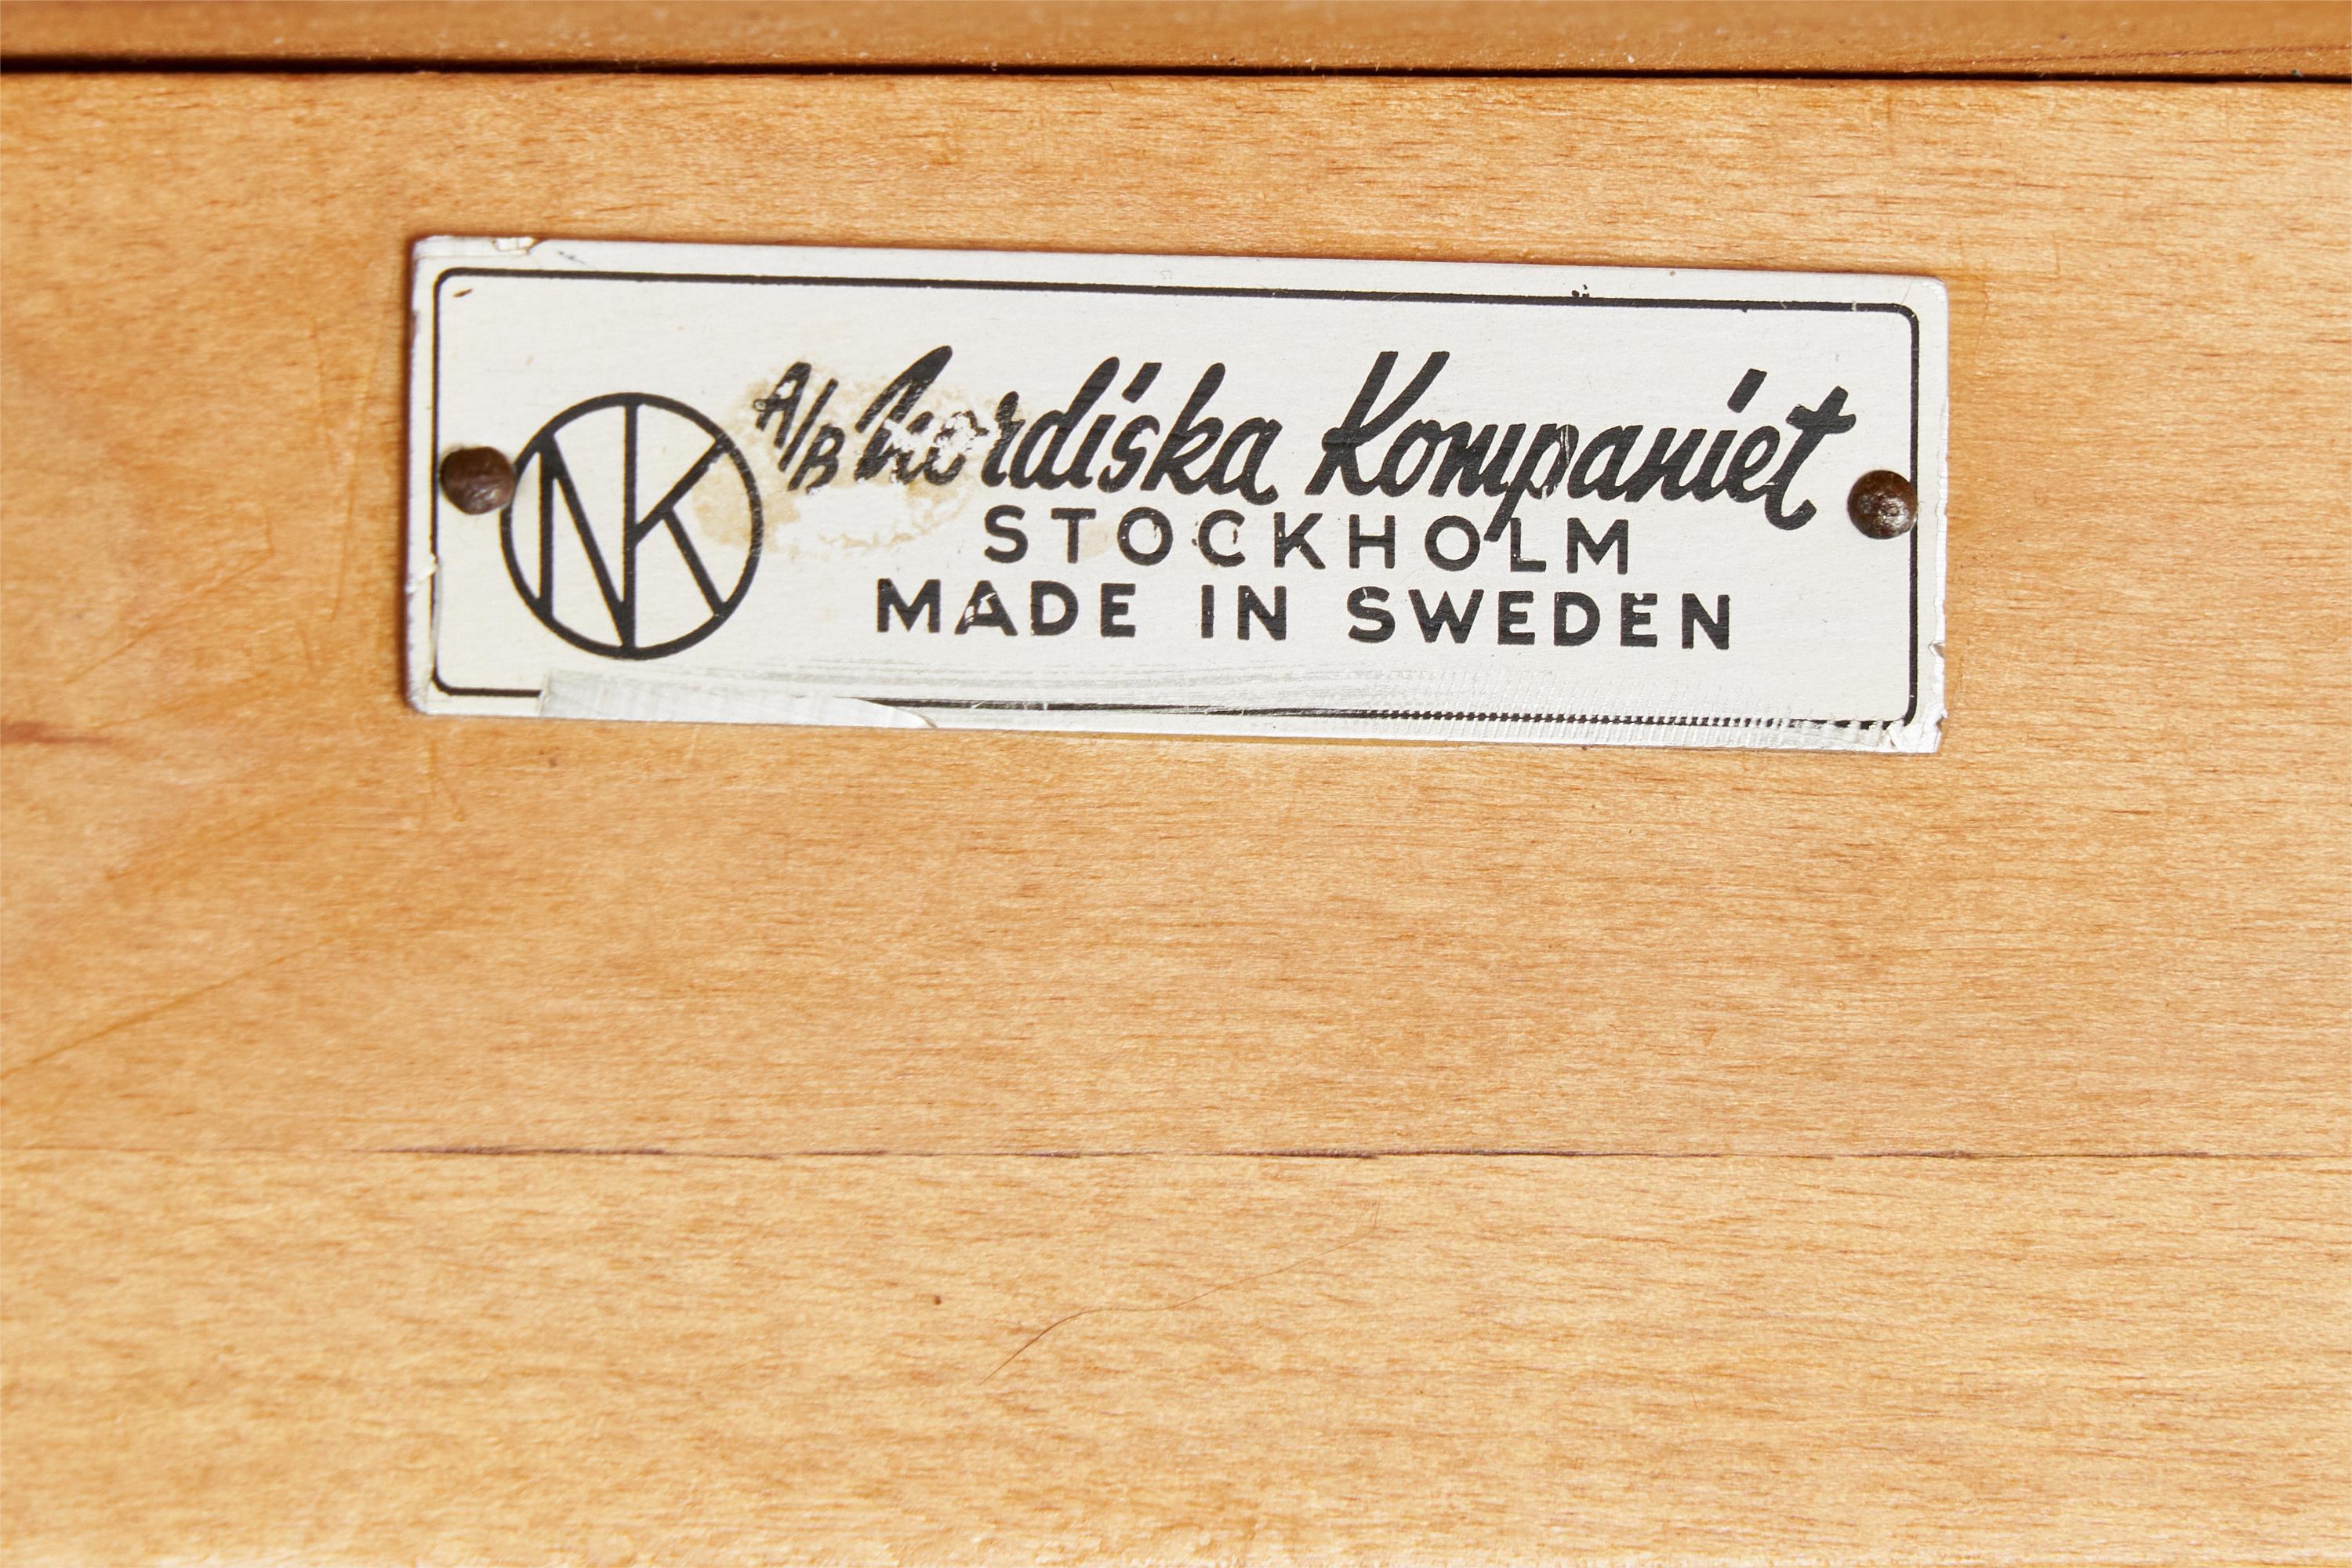 NK
A/B Nordiska Kompaniet
STOCKHOLM
MADE IN SWEDEN